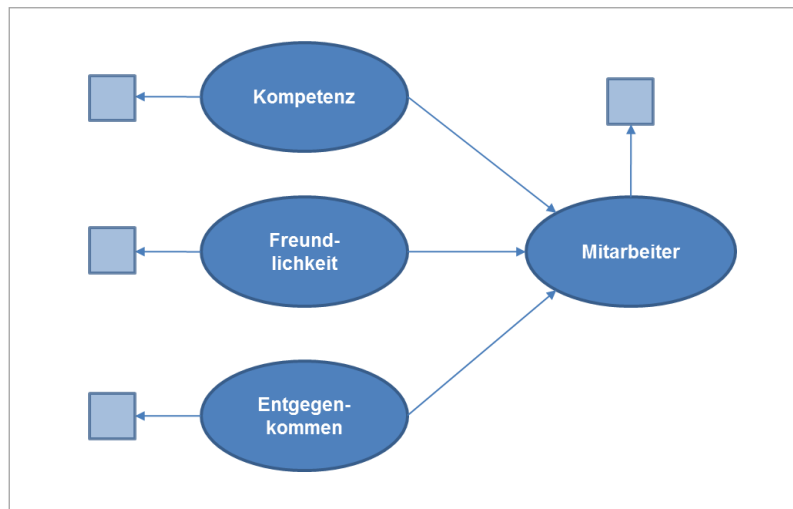 Kompetenz
Freund-
lichkeit
Mitarbeiter
Entgegen-
kommen